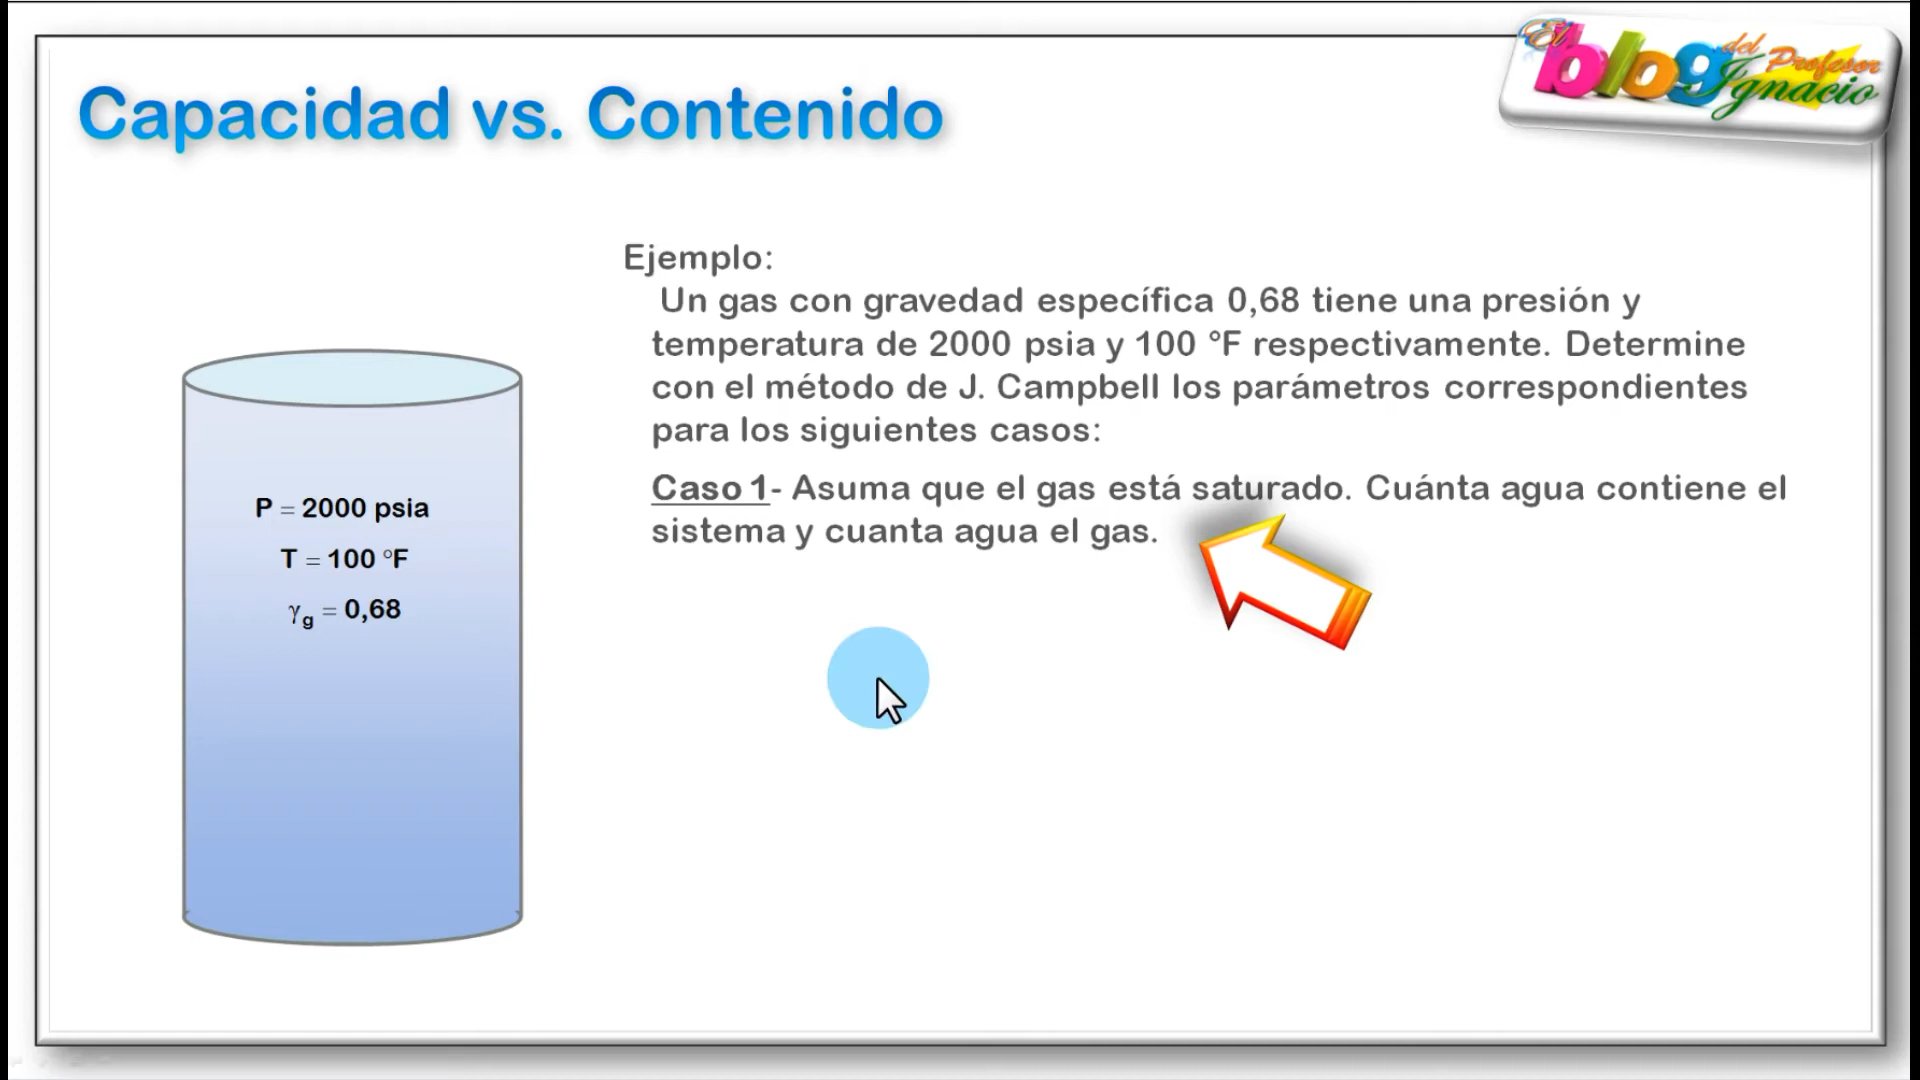 El blog del Profesor Ignacio
Capacidad vs. Contenido
Ejemplo:
Un gas con gravedad específica 0,68 tiene una presión y
temperatura de 2000 psia y 100 °F respectivamente. Determine
con el método de J. Campbell los parámetros correspondientes
para los siguientes casos:
Caso 1- Asuma que el gas está saturado. Cuánta agua contiene el
sistema y cuanta agua el gas.
P = 2000 psia
T = 100 °F
γg = 0,68